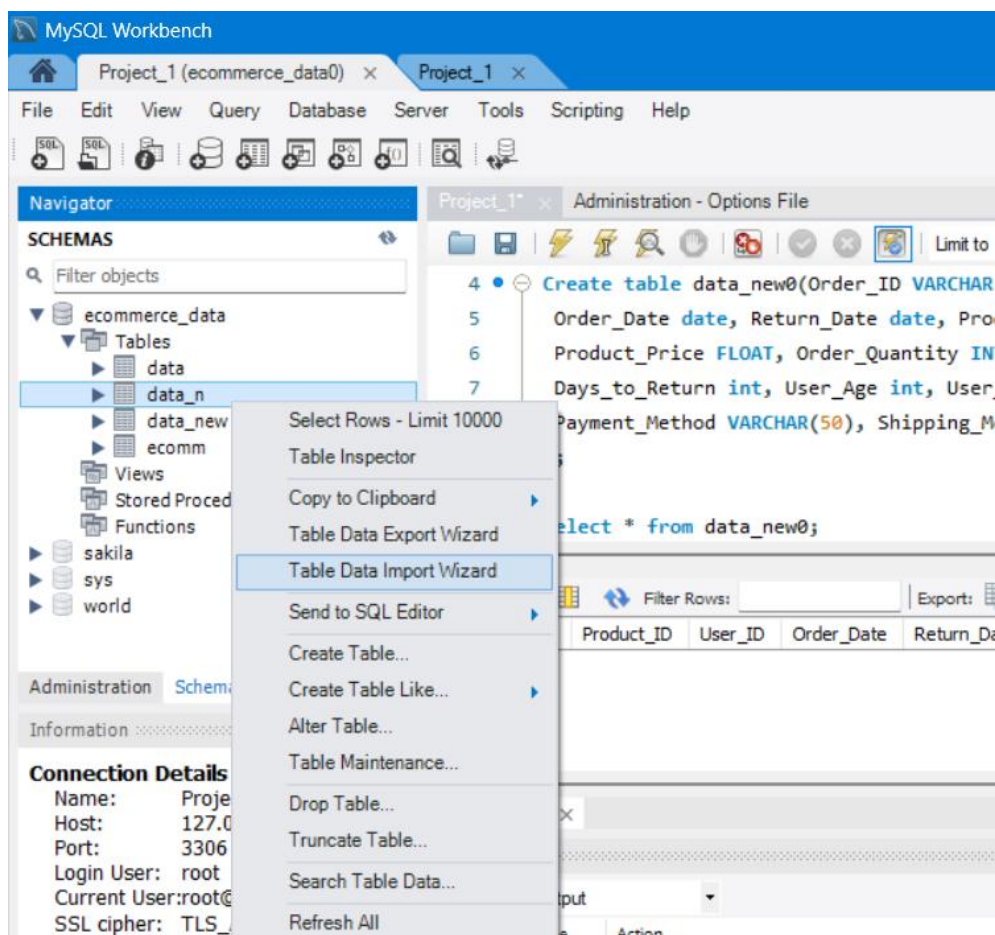 MySQL Workbench
Project_1 (ecommerce_data0) × Project_1 ×
File Edit View Query Database Server Tools Scripting Help
SQL SQL
Navigator
SCHEMAS
Filter objects
ecommerce_data
Tables
data
data_n
data_new
ecomm
Views
Stored Proced
Functions
sakila
sys
world
Administration Schema
Information
Connection Details
Name: Proje
Host: 127.0
Port: 3306
Login User: root
Current User:root@
SSL cipher: TLS_
Select Rows - Limit 10000
Table Inspector
Copy to Clipboard
Table Data Export Wizard
Table Data Import Wizard
Send to SQL Editor
Create Table...
Create Table Like...
Alter Table...
Table Maintenance...
Drop Table...
Truncate Table...
Search Table Data...
Refresh All
Project_1* × Administration - Options File
Limit to
4 Create table data_new0(Order_ID VARCHAR
5 Order_Date date, Return_Date date, Pro
6 Product_Price FLOAT, Order_Quantity IN
7 Days_to_Return int, User_Age int, User_
Payment_Method VARCHAR(50), Shipping_M
;
elect * from data_new0;
Filter Rows: Export:
Product_ID User_ID Order_Date Return_Da
×
tput
Action